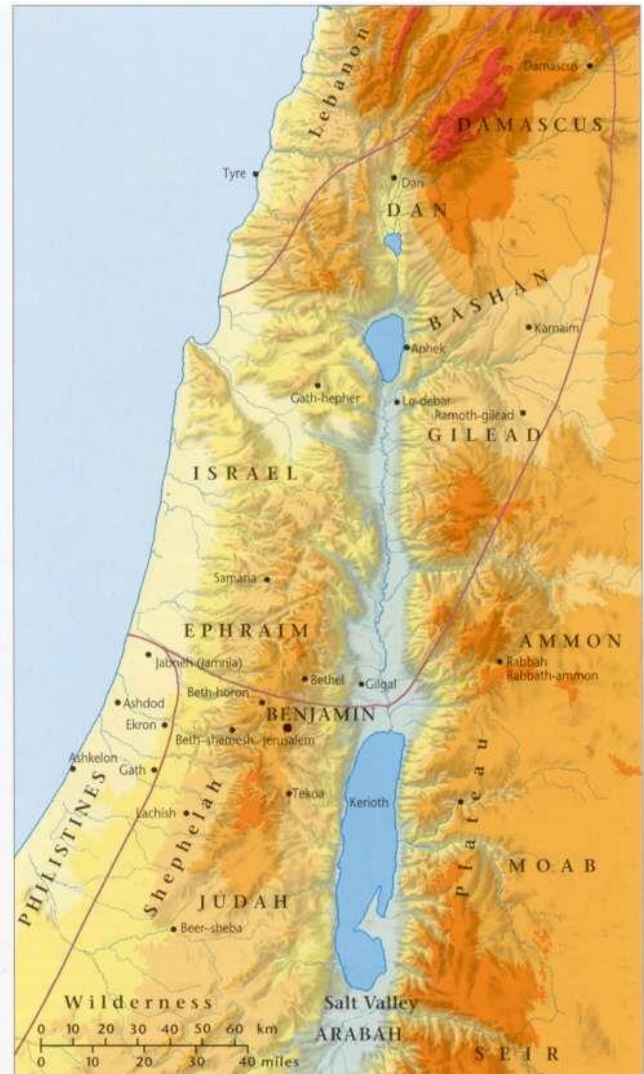 Lebanon
Damascus
DAMASCUS
Tyre
Dan
DAN
BASHAN
Karnaim
Aphek
Gath-hepher
Lo-debar
Ramoth-gilead
GILEAD
ISRAEL
Samaria
EPHRAIM
AMMON
Jabneh (Jamnia)
Rabbah
Rabbath-ammon
Bethel
Gilgal
Ashdod
Beth-horon
BENJAMIN
Ekron
Beth-shemesh
Jerusalem
Ashkelon
Gath
PHILISTINES
Tekoa
Kerioth
Plateau
Lachish
Shephelah
MOAB
JUDAH
Beer-sheba
Wilderness
Salt Valley
0 10 20 30 40 50 60 km
ARABAH
0 10 20 30 40 miles
SEIR